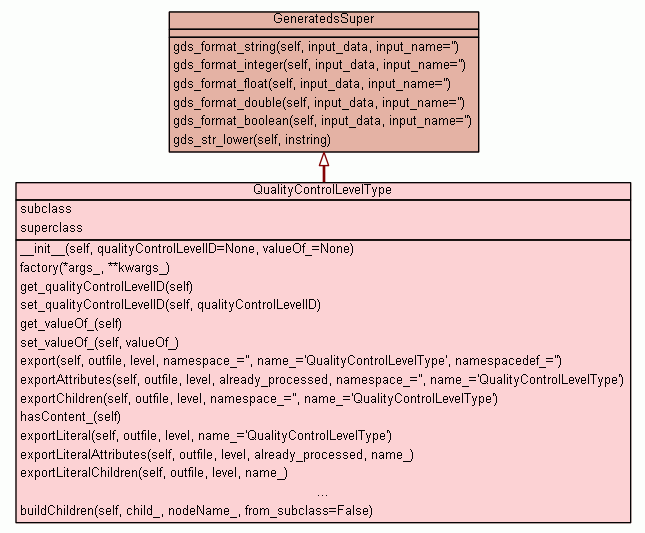 GeneratedsSuper
gds_format_string(self, input_data, input_name='')
gds_format_integer(self, input_data, input_name='')
gds_format_float(self, input_data, input_name='')
gds_format_double(self, input_data, input_name='')
gds_format_boolean(self, input_data, input_name='')
gds_str_lower(self, instring)
QualityControlLevelType
subclass
superclass
__init__(self, qualityControlLevelID=None, valueOf_=None)
factory(*args_, **kwargs_)
get_qualityControlLevelID(self)
set_qualityControlLevelID(self, qualityControlLevelID)
get_valueOf_(self)
set_valueOf_(self, valueOf_)
export(self, outfile, level, namespace_='', name_='QualityControlLevelType', namespacedef_='')
exportAttributes(self, outfile, level, already_processed, namespace_='', name_='QualityControlLevelType')
exportChildren(self, outfile, level, namespace_='', name_='QualityControlLevelType')
hasContent_(self)
exportLiteral(self, outfile, level, name_='QualityControlLevelType')
exportLiteralAttributes(self, outfile, level, already_processed, name_)
exportLiteralChildren(self, outfile, level, name_)
...
buildChildren(self, child_, nodeName_, from_subclass=False)